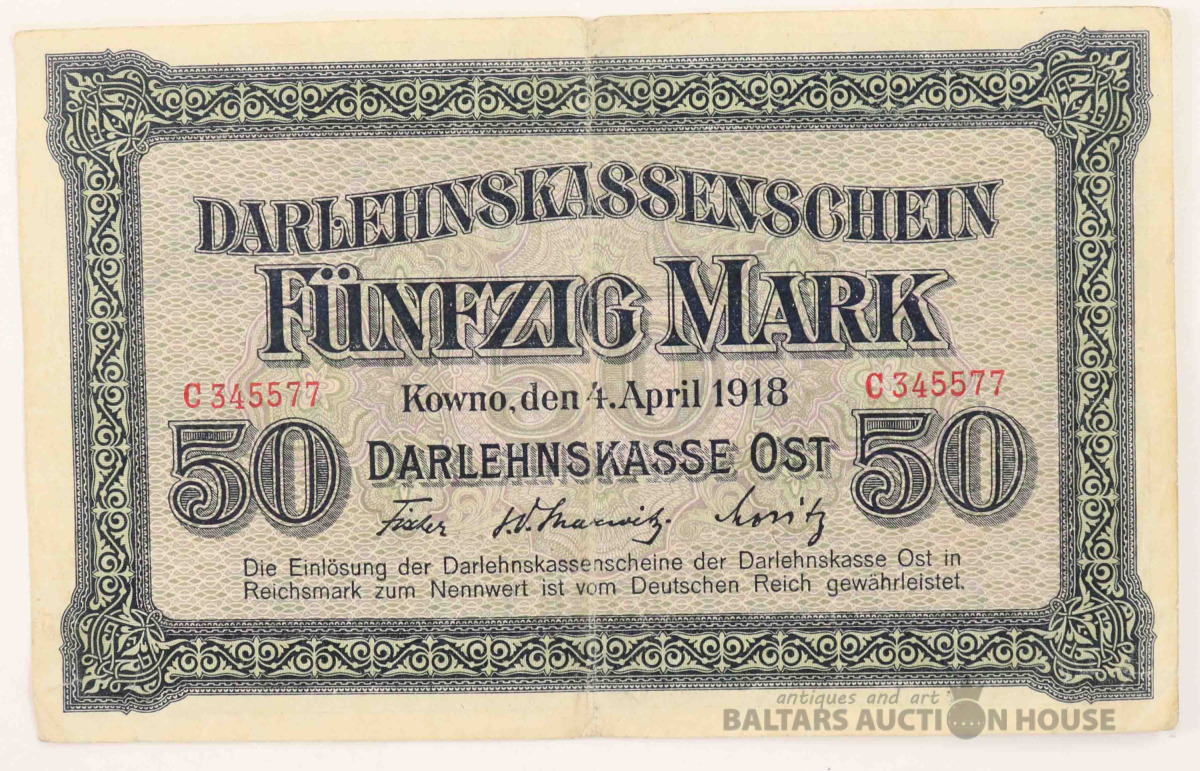 DARLEHNSKASSENSCHEIN
FÜNFZIG MARK
C 345577
Kowno, den 4. April 1918
C 345577
50
DARLEHNSKASSE OST
50
Fischer
Die Einlösung der Darlehnskassenscheine der Darlehnskasse Ost in
Reichsmark zum Nennwert ist vom Deutschen Reich gewährleistet.
antiques and art
BALTARS AUCTION HOUSE